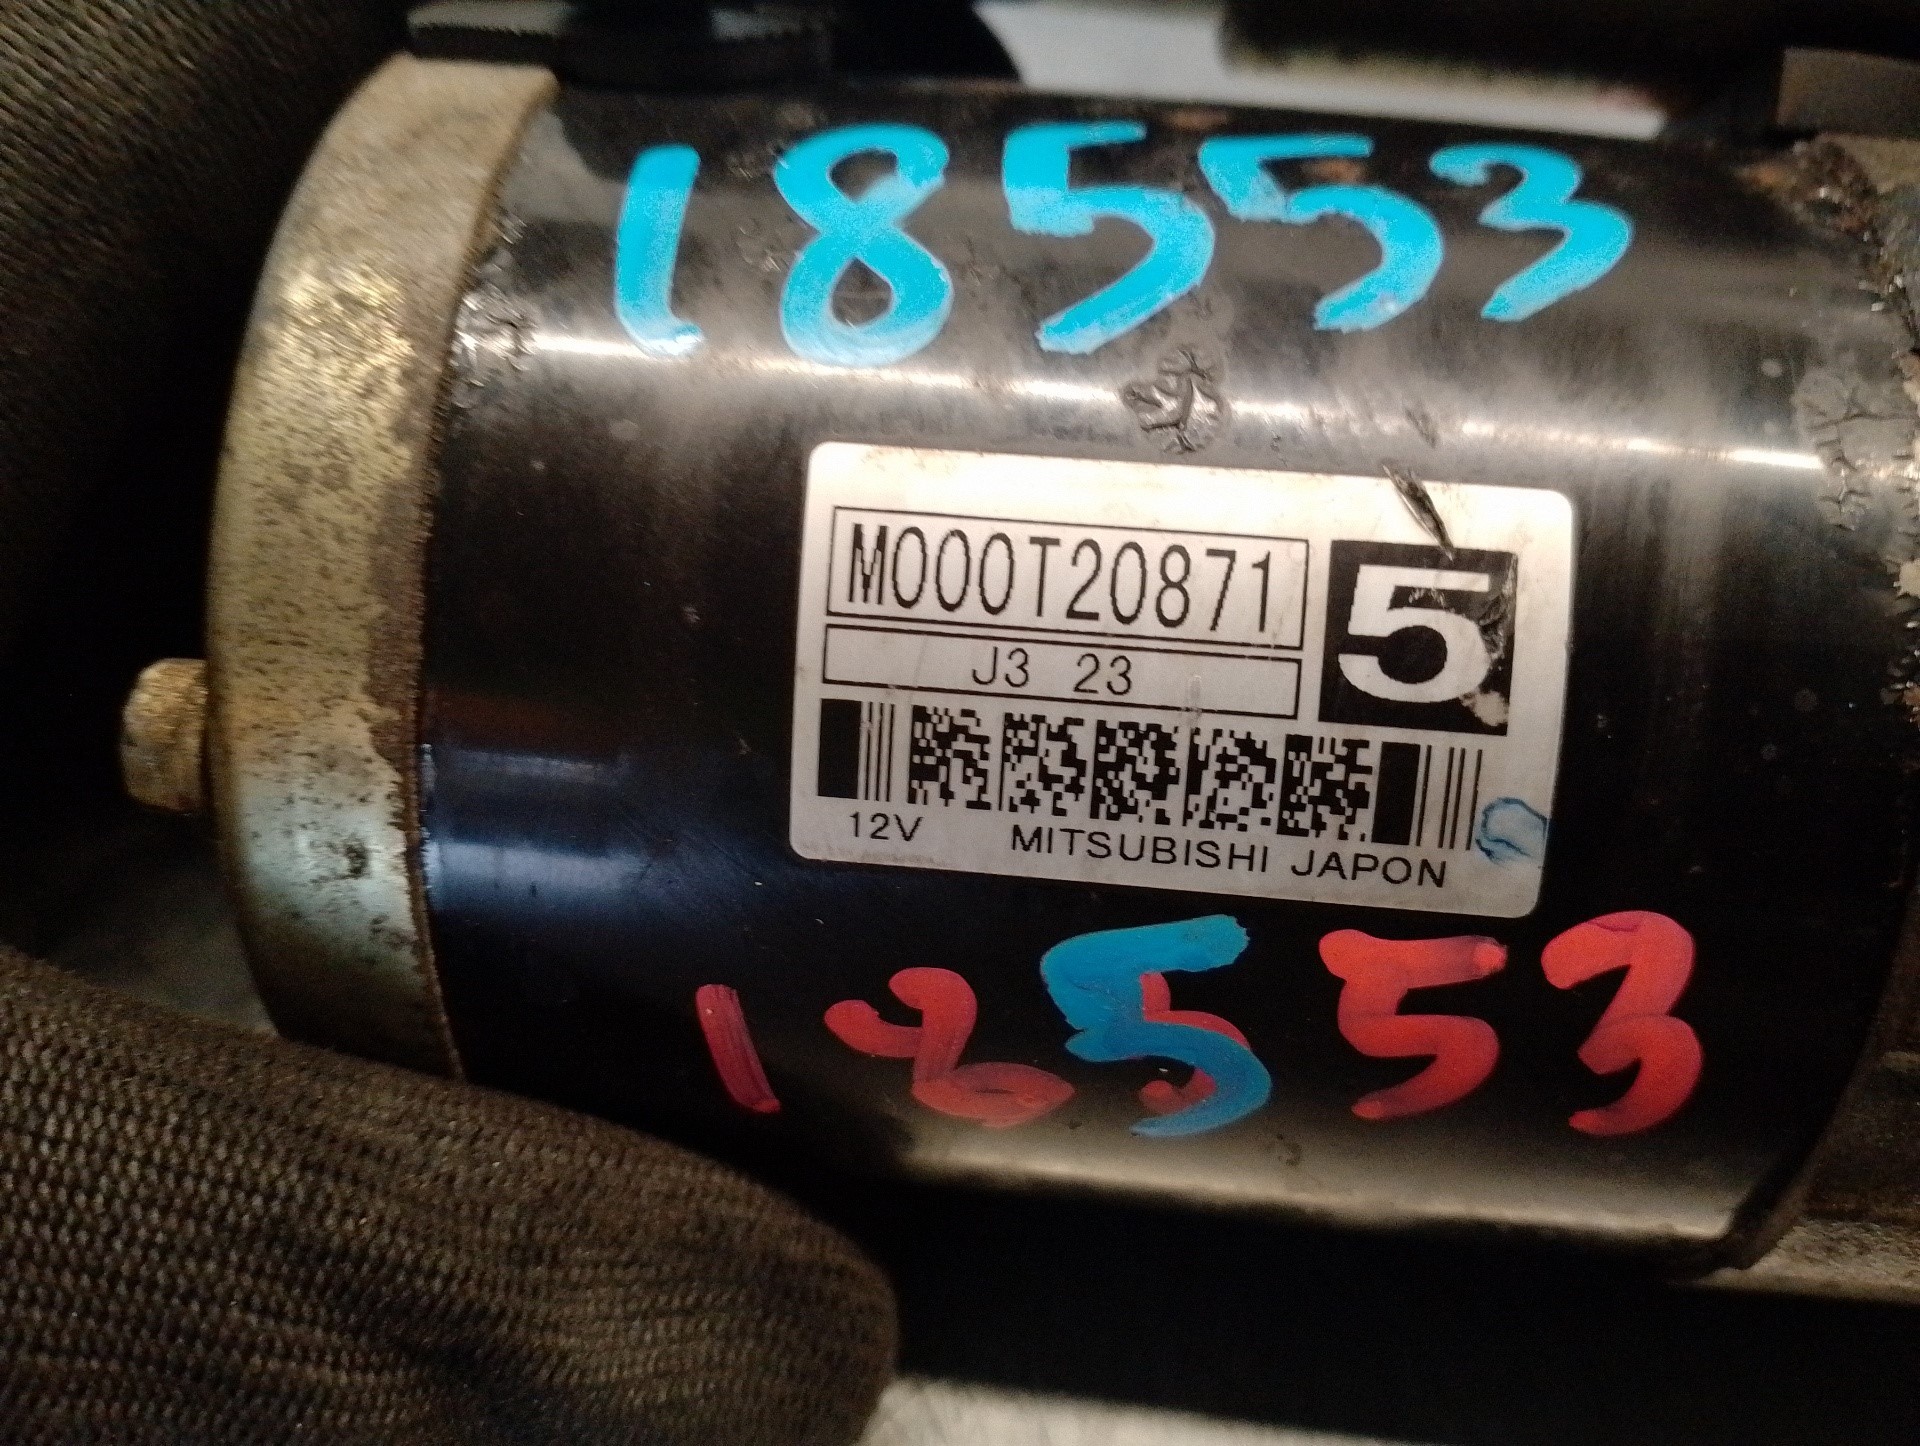 18553
M000T20871
5
J3 23
12V MITSUBISHI JAPON
18553